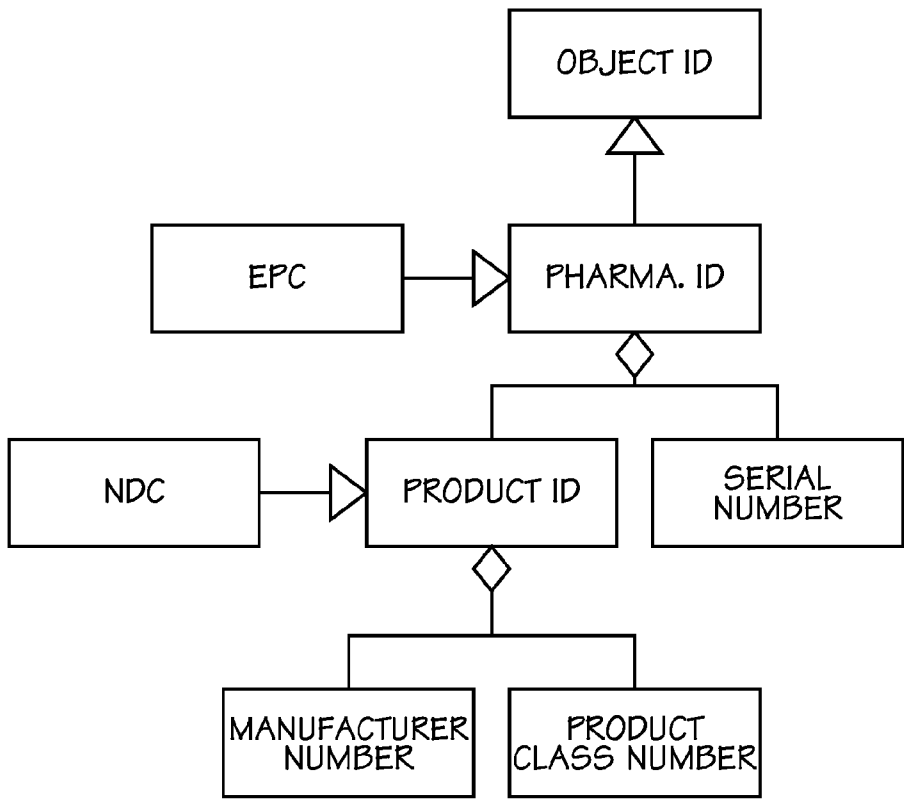 OBJECT ID
EPC
PHARMA. ID
NDC
PRODUCT ID
SERIAL
NUMBER
MANUFACTURER
NUMBER
PRODUCT
CLASS NUMBER